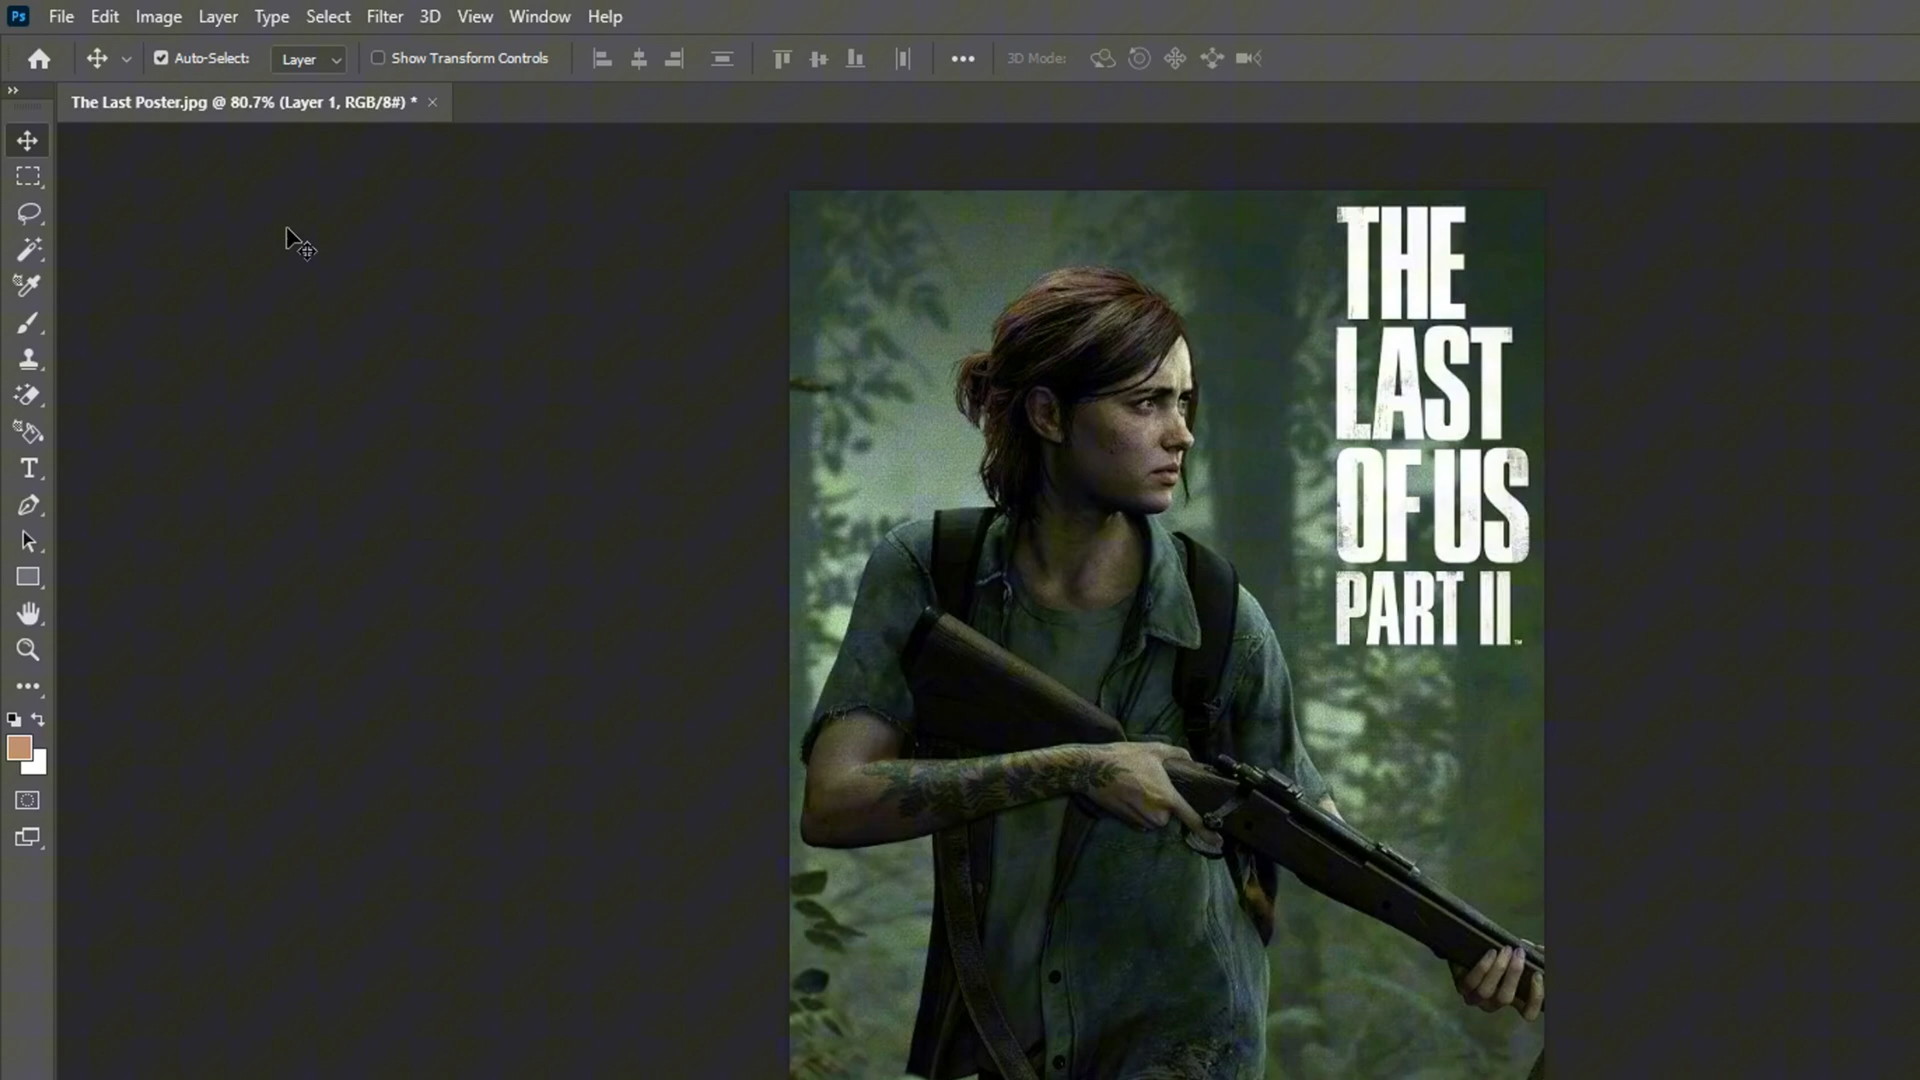 Ps File Edit Image Layer Type Select Filter 3D View Window Help
Auto-Select: Layer Show Transform Controls 3D Mode:
The Last Poster.jpg @ 80.7% (Layer 1, RGB/8#) *
THE
LAST
OF US
PART II™